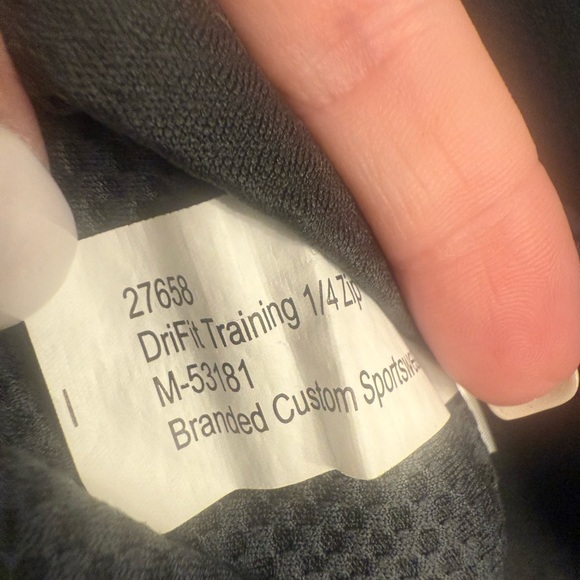 27658
DriFit Training 1/4 Zip
M-53181
Branded Custom